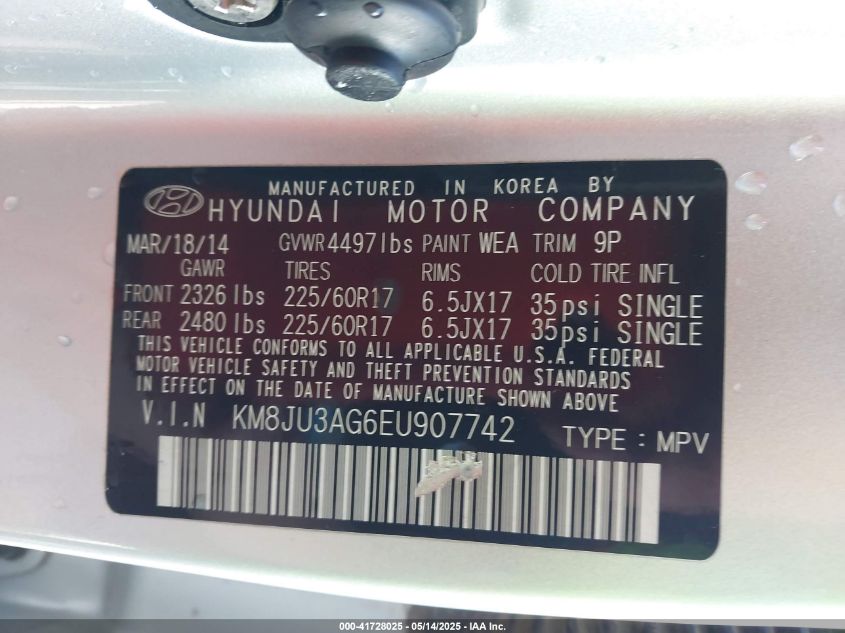 MANUFACTURED IN KOREA BY
HYUNDAI MOTOR COMPANY
MAR/18/14 GVWR 4497lbs PAINT WEA TRIM 9P
GAWR TIRES RIMS COLD TIRE INFL
FRONT 2326 lbs 225/60R17 6.5JX17 35psi SINGLE
REAR 2480 lbs 225/60R17 6.5JX17 35psi SINGLE
THIS VEHICLE CONFORMS TO ALL APPLICABLE U.S.A. FEDERAL
MOTOR VEHICLE SAFETY AND THEFT PREVENTION STANDARDS
IN EFFECT ON THE DATE OF MANUFACTURE SHOWN ABOVE
V.I.N KM8JU3AG6EU907742 TYPE : MPV
000-41728025 - 05/14/2025 - IAA Inc.